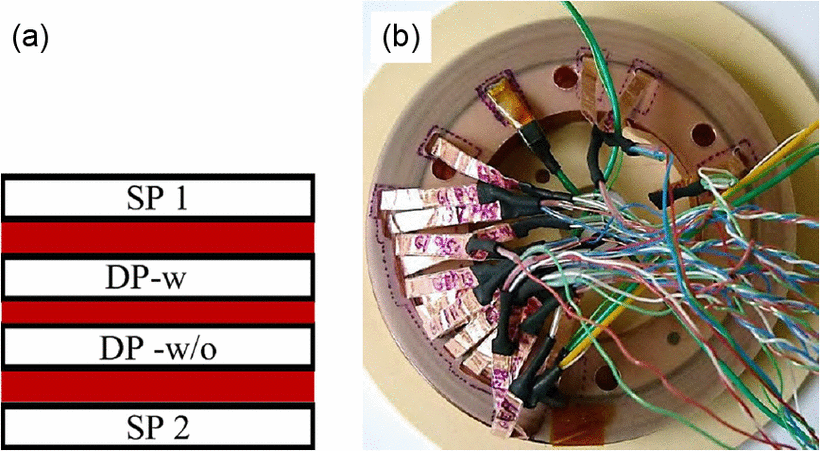 (a)
(b)
SP 1
DP-w
DP -w/o
SP 2